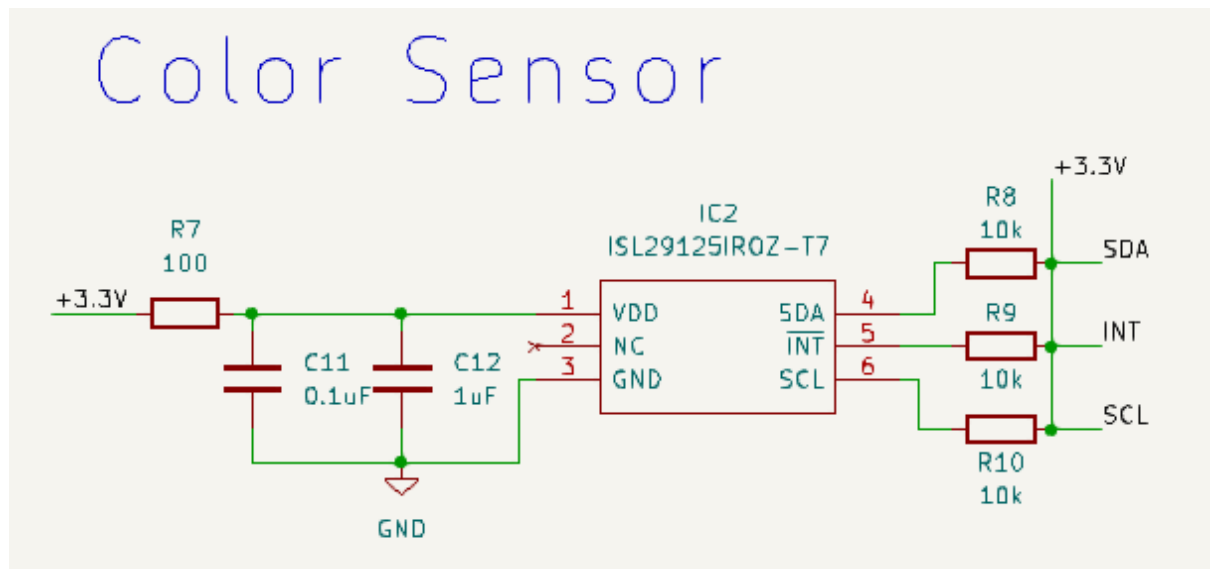 Color Sensor
+3.3V
R7
100
C11
0.1uF
C12
1uF
GND
IC2
ISL29125IROZ-T7
1
VDD
2
NC
3
GND
SDA
4
INT
5
SCL
6
+3.3V
R8
10k
SDA
R9
10k
INT
R10
10k
SCL